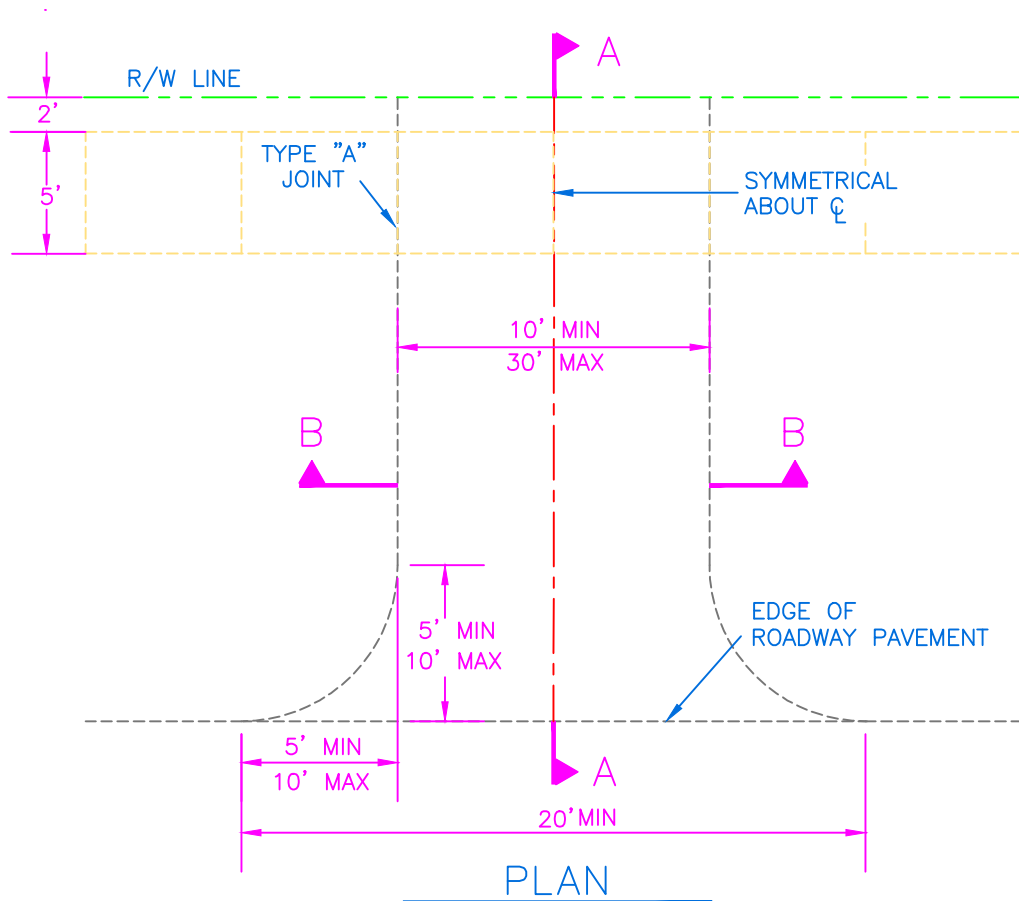 A
R/W LINE
2'
TYPE "A"
JOINT
5'
SYMMETRICAL
ABOUT ℄
10' MIN
30' MAX
B
B
5' MIN
10' MAX
EDGE OF
ROADWAY PAVEMENT
5' MIN
10' MAX
A
20'MIN
PLAN